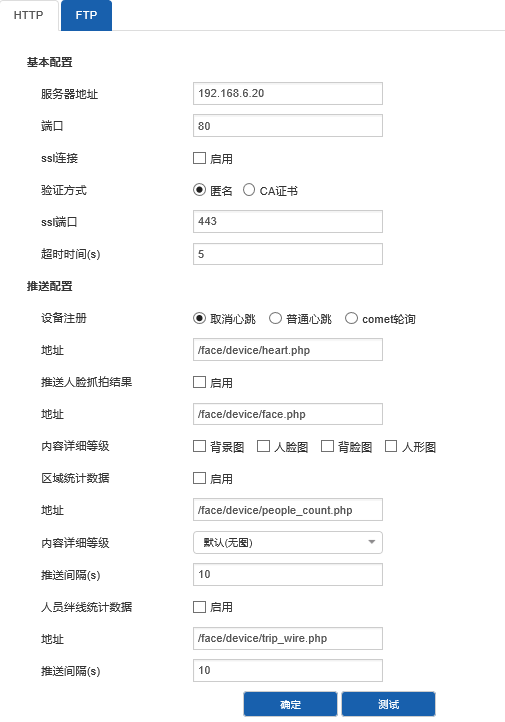 HTTP FTP
基本配置
服务器地址 192.168.6.20
端口 80
ssl连接 启用
验证方式 匿名 CA证书
ssl端口 443
超时时间(s) 5
推送配置
设备注册 取消心跳 普通心跳 comet轮询
地址 /face/device/heart.php
推送人脸抓拍结果 启用
地址 /face/device/face.php
内容详细等级 背景图 人脸图 背脸图 人形图
区域统计数据 启用
地址 /face/device/people_count.php
内容详细等级 默认(无图)
推送间隔(s) 10
人员绊线统计数据 启用
地址 /face/device/trip_wire.php
推送间隔(s) 10
确定 测试